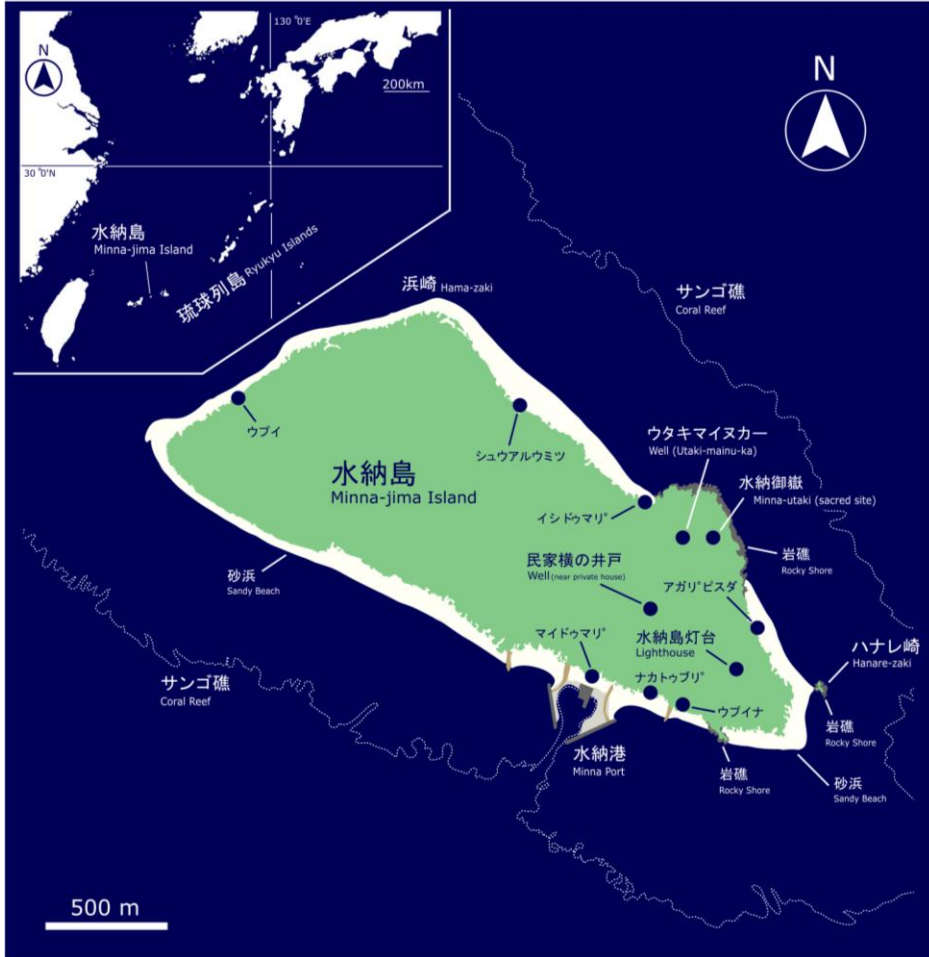 130 °0'E
N
200km
30 °0'N
水納島
Minna-jima Island
琉球列島 Ryukyu Islands
N
浜崎 Hama-zaki
サンゴ礁
Coral Reef
ウプイ
シュウアルウミツ
ウタキマイヌカー
Well (Utaki-mainu-ka)
水納島
Minna-jima Island
水納御嶽
Minna-utaki (sacred site)
イシドゥマリ゜
民家横の井戸
Well (near private house)
岩礁
Rocky Shore
砂浜
Sandy Beach
アガリ゜ピスダ
マイドゥマリ゜
水納島灯台
Lighthouse
ハナレ崎
Hanare-zaki
サンゴ礁
Coral Reef
ナカトゥブリ゜
ウプイナ
岩礁
Rocky Shore
水納港
Minna Port
岩礁
Rocky Shore
砂浜
Sandy Beach
500 m